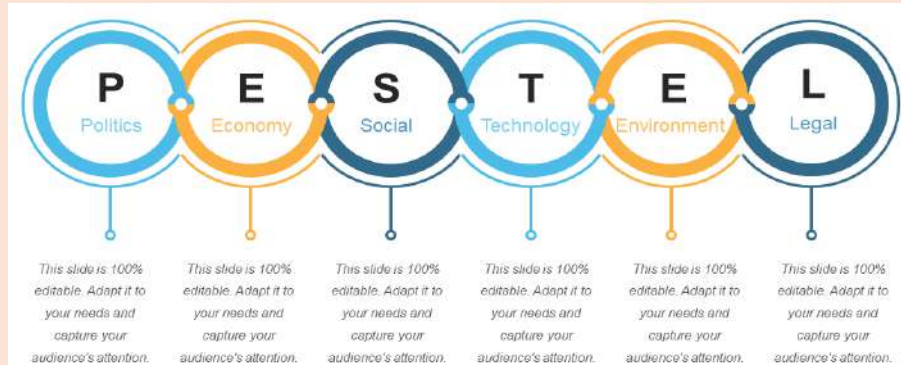 P
Politics
This slide is 100%
editable. Adapt it to
your needs and
capture your
audience's attention.
E
Economy
This slide is 100%
editable. Adapt it to
your needs and
capture your
audience's attention.
S
Social
This slide is 100%
editable. Adapt it to
your needs and
capture your
audience's attention.
T
Technology
This slide is 100%
editable. Adapt it to
your needs and
capture your
audience's attention.
E
Environment
This slide is 100%
editable. Adapt it to
your needs and
capture your
audience's attention.
L
Legal
This slide is 100%
editable. Adapt it to
your needs and
capture your
audience's attention.